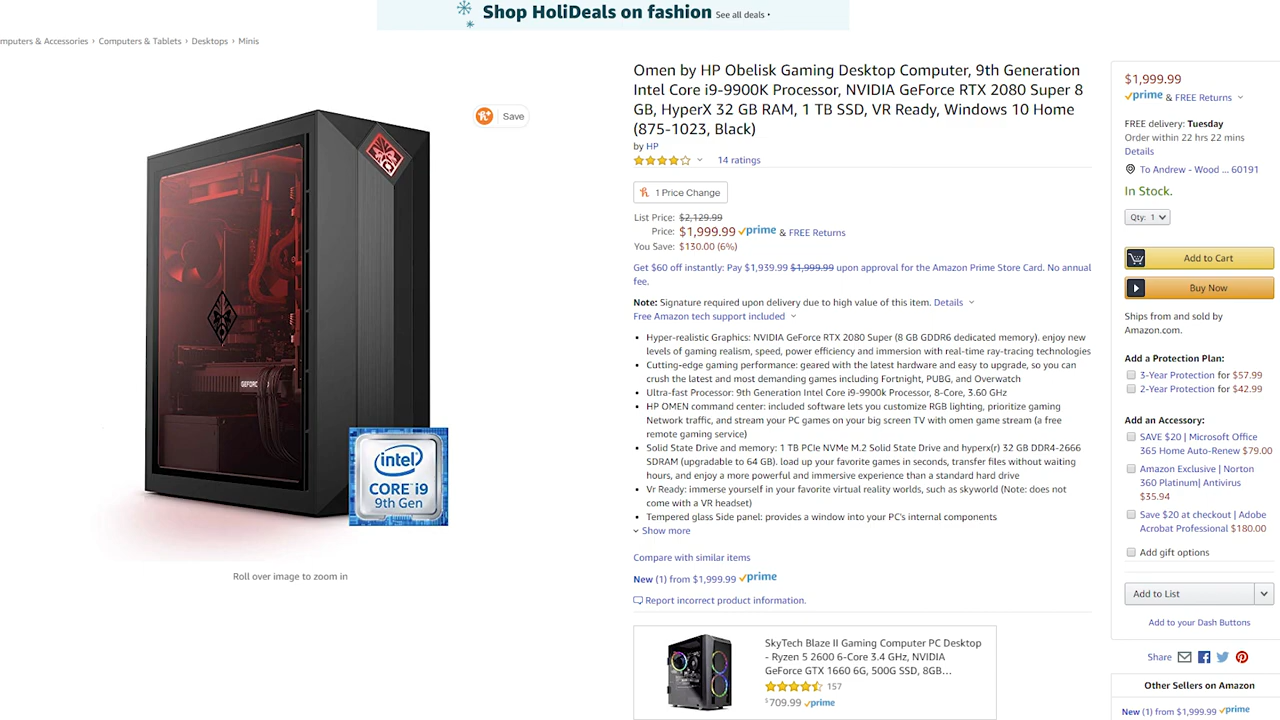 Shop HoliDeals on fashion See all deals •
mputers & Accessories › Computers & Tablets › Desktops › Minis
Save
GEFORC
intel
CORE i9
9th Gen
Roll over image to zoom in
Omen by HP Obelisk Gaming Desktop Computer, 9th Generation
Intel Core i9-9900K Processor, NVIDIA GeForce RTX 2080 Super 8
GB, HyperX 32 GB RAM, 1 TB SSD, VR Ready, Windows 10 Home
(875-1023, Black)
by HP
14 ratings
1 Price Change
List Price: $2,129.99
Price: $1,999.99 prime & FREE Returns
You Save: $130.00 (6%)
Get $60 off instantly: Pay $1,939.99 $1,999.99 upon approval for the Amazon Prime Store Card. No annual
fee.
Note: Signature required upon delivery due to high value of this item. Details
Free Amazon tech support included
• Hyper-realistic Graphics: NVIDIA GeForce RTX 2080 Super (8 GB GDDR6 dedicated memory). enjoy new
levels of gaming realism, speed, power efficiency and immersion with real-time ray-tracing technologies
• Cutting-edge gaming performance: geared with the latest hardware and easy to upgrade, so you can
crush the latest and most demanding games including Fortnight, PUBG, and Overwatch
• Ultra-fast Processor: 9th Generation Intel Core i9-9900k Processor, 8-Core, 3.60 GHz
• HP OMEN command center: included software lets you customize RGB lighting, prioritize gaming
Network traffic, and stream your PC games on your big screen TV with omen game stream (a free
remote gaming service)
• Solid State Drive and memory: 1 TB PCIe NVMe M.2 Solid State Drive and hyperx(r) 32 GB DDR4-2666
SDRAM (upgradable to 64 GB). load up your favorite games in seconds, transfer files without waiting
hours, and enjoy a more powerful and immersive experience than a standard hard drive
• Vr Ready: immerse yourself in your favorite virtual reality worlds, such as skyworld (Note: does not
come with a VR headset)
• Tempered glass Side panel: provides a window into your PC's internal components
Show more
Compare with similar items
New (1) from $1,999.99 prime
Report incorrect product information.
SkyTech Blaze II Gaming Computer PC Desktop
- Ryzen 5 2600 6-Core 3.4 GHz, NVIDIA
GeForce GTX 1660 6G, 500G SSD, 8GB...
157
$709.99 prime
$1,999.99
prime & FREE Returns
FREE delivery: Tuesday
Order within 22 hrs 22 mins
Details
To Andrew - Wood ... 60191
In Stock.
Qty: 1
Add to Cart
Buy Now
Ships from and sold by
Amazon.com.
Add a Protection Plan:
3-Year Protection for $57.99
2-Year Protection for $42.99
Add an Accessory:
SAVE $20 | Microsoft Office
365 Home Auto-Renew $79.00
Amazon Exclusive | Norton
360 Platinum| Antivirus
$35.94
Save $20 at checkout | Adobe
Acrobat Professional $180.00
Add gift options
Add to List
Add to your Dash Buttons
Share
Other Sellers on Amazon
New (1) from $1,999.99 prime